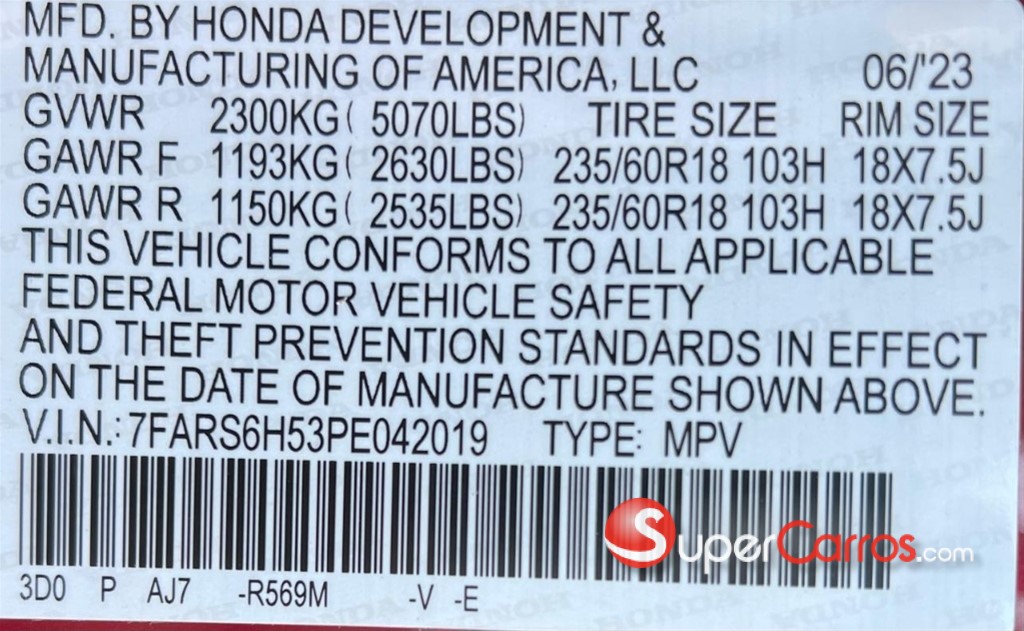 MFD. BY HONDA DEVELOPMENT &
MANUFACTURING OF AMERICA, LLC 06/'23
GVWR 2300KG( 5070LBS) TIRE SIZE RIM SIZE
GAWR F 1193KG( 2630LBS) 235/60R18 103H 18X7.5J
GAWR R 1150KG( 2535LBS) 235/60R18 103H 18X7.5J
THIS VEHICLE CONFORMS TO ALL APPLICABLE
FEDERAL MOTOR VEHICLE SAFETY
AND THEFT PREVENTION STANDARDS IN EFFECT
ON THE DATE OF MANUFACTURE SHOWN ABOVE.
V.I.N.: 7FARS6H53PE042019 TYPE: MPV
SuperCarros.com
3D0 P AJ7 -R569M -V -E